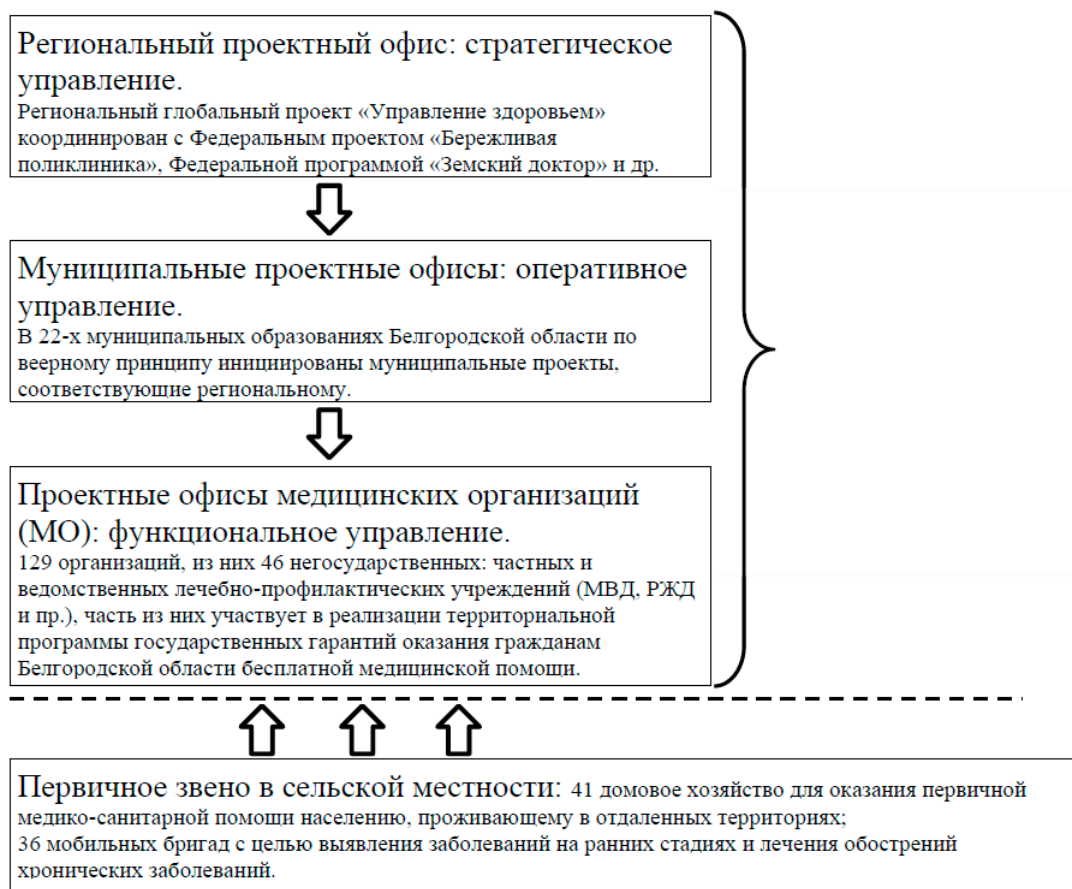 Региональный проектный офис: стратегическое
управление.
Региональный глобальный проект «Управление здоровьем»
координирован с Федеральным проектом «Бережливая
поликлиника», Федеральной программой «Земский доктор» и др.
Муниципальные проектные офисы: оперативное
управление.
В 22-х муниципальных образованиях Белгородской области по
веерному принципу инициированы муниципальные проекты,
соответствующие региональному.
Проектные офисы медицинских организаций
(МО): функциональное управление.
129 организаций, из них 46 негосударственных: частных и
ведомственных лечебно-профилактических учреждений (МВД, РЖД
и пр.), часть из них участвует в реализации территориальной
программы государственных гарантий оказания гражданам
Белгородской области бесплатной медицинской помощи.
Первичное звено в сельской местности: 41 домовое хозяйство для оказания первичной
медико-санитарной помощи населению, проживающему в отдаленных территориях;
36 мобильных бригад с целью выявления заболеваний на ранних стадиях и лечения обострений
хронических заболеваний.